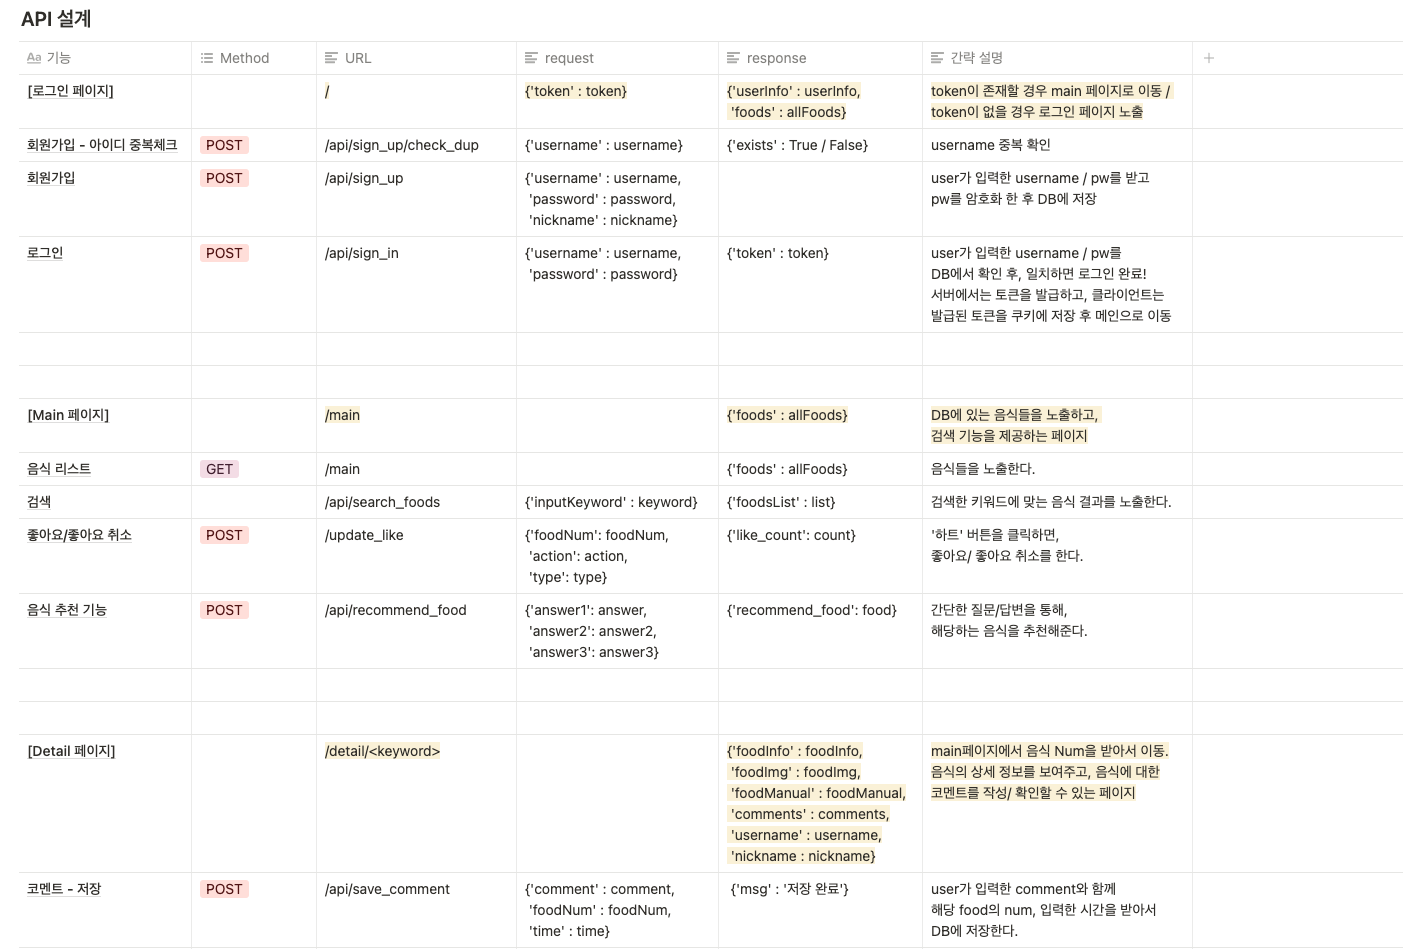 API 설계
Aa 기능 Method URL request response 간략 설명 +
[로그인 페이지] / {'token' : token} {'userInfo' : userInfo, token이 존재할 경우 main 페이지로 이동 /
'foods' : allFoods} token이 없을 경우 로그인 페이지 노출
회원가입 - 아이디 중복체크 POST /api/sign_up/check_dup {'username' : username} {'exists' : True / False} username 중복 확인
회원가입 POST /api/sign_up {'username' : username, user가 입력한 username / pw를 받고
'password' : password, pw를 암호화 한 후 DB에 저장
'nickname' : nickname}
로그인 POST /api/sign_in {'username' : username, {'token' : token} user가 입력한 username / pw를
'password' : password} DB에서 확인 후, 일치하면 로그인 완료!
서버에서는 토큰을 발급하고, 클라이언트는
발급된 토큰을 쿠키에 저장 후 메인으로 이동
[Main 페이지] /main {'foods' : allFoods} DB에 있는 음식들을 노출하고,
검색 기능을 제공하는 페이지
음식 리스트 GET /main {'foods' : allFoods} 음식들을 노출한다.
검색 /api/search_foods {'inputKeyword' : keyword} {'foodsList' : list} 검색한 키워드에 맞는 음식 결과를 노출한다.
좋아요/좋아요 취소 POST /update_like {'foodNum': foodNum, {'like_count': count} '하트' 버튼을 클릭하면,
'action': action, 좋아요/ 좋아요 취소를 한다.
'type': type}
음식 추천 기능 POST /api/recommend_food {'answer1': answer, {'recommend_food': food} 간단한 질문/답변을 통해,
'answer2': answer2, 해당하는 음식을 추천해준다.
'answer3': answer3}
[Detail 페이지] /detail/<keyword> {'foodInfo' : foodInfo, main페이지에서 음식 Num을 받아서 이동.
'foodImg' : foodImg, 음식의 상세 정보를 보여주고, 음식에 대한
'foodManual' : foodManual, 코멘트를 작성/ 확인할 수 있는 페이지
'comments' : comments,
'username' : username,
'nickname : nickname}
코멘트 - 저장 POST /api/save_comment {'comment' : comment, {'msg' : '저장 완료'} user가 입력한 comment와 함께
'foodNum' : foodNum, 해당 food의 num, 입력한 시간을 받아서
'time' : time} DB에 저장한다.